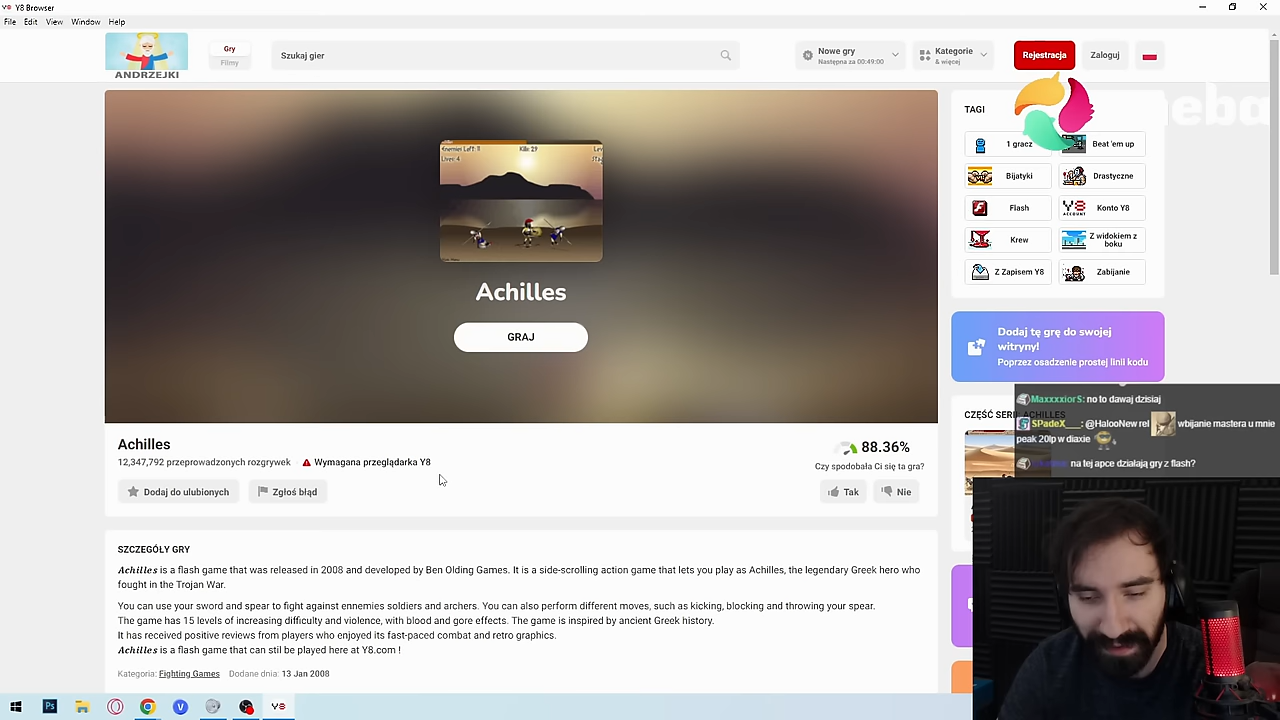 Y8 Browser
File Edit View Window Help
ANDRZEJKI
Gry
Filmy
Szukaj gier
Nowe gry
Następna za 00:49:00
Kategorie
& więcej
Rejestracja
Zaloguj
neba
TAGI
1 gracz
Beat 'em up
Bijatyki
Drastyczne
Flash
Konto Y8
Krew
Z widokiem z boku
Z Zapisem Y8
Zabijanie
Enemies Left: 11 Kills: 29
Lives: 4
Achilles
GRAJ
Dodaj tę grę do swojej
witryny!
Poprzez osadzenie prostej linii kodu
CZĘŚĆ SERII ACHILLES
MaxxxxiorS: no to dawaj dzisiaj
SPadeX___: @HalooNew rel wbijanie mastera u mnie
peak 20lp w diaxie
na tej apce działają gry z flash?
Achilles
12,347,792 przeprowadzonych rozgrywek
Wymagana przeglądarka Y8
88.36%
Czy spodobała Ci się ta gra?
Dodaj do ulubionych
Zgłoś błąd
Tak
Nie
SZCZEGÓŁY GRY
Achilles is a flash game that was released in 2008 and developed by Ben Olding Games. It is a side-scrolling action game that lets you play as Achilles, the legendary Greek hero who
fought in the Trojan War.
You can use your sword and spear to fight against ennemies soldiers and archers. You can also perform different moves, such as kicking, blocking and throwing your spear.
The game has 15 levels of increasing difficulty and violence, with blood and gore effects. The game is inspired by ancient Greek history.
It has received positive reviews from players who enjoyed its fast-paced combat and retro graphics.
Achilles is a flash game that can stil be played here at Y8.com !
Kategoria: Fighting Games Dodane dnia: 13 Jan 2008